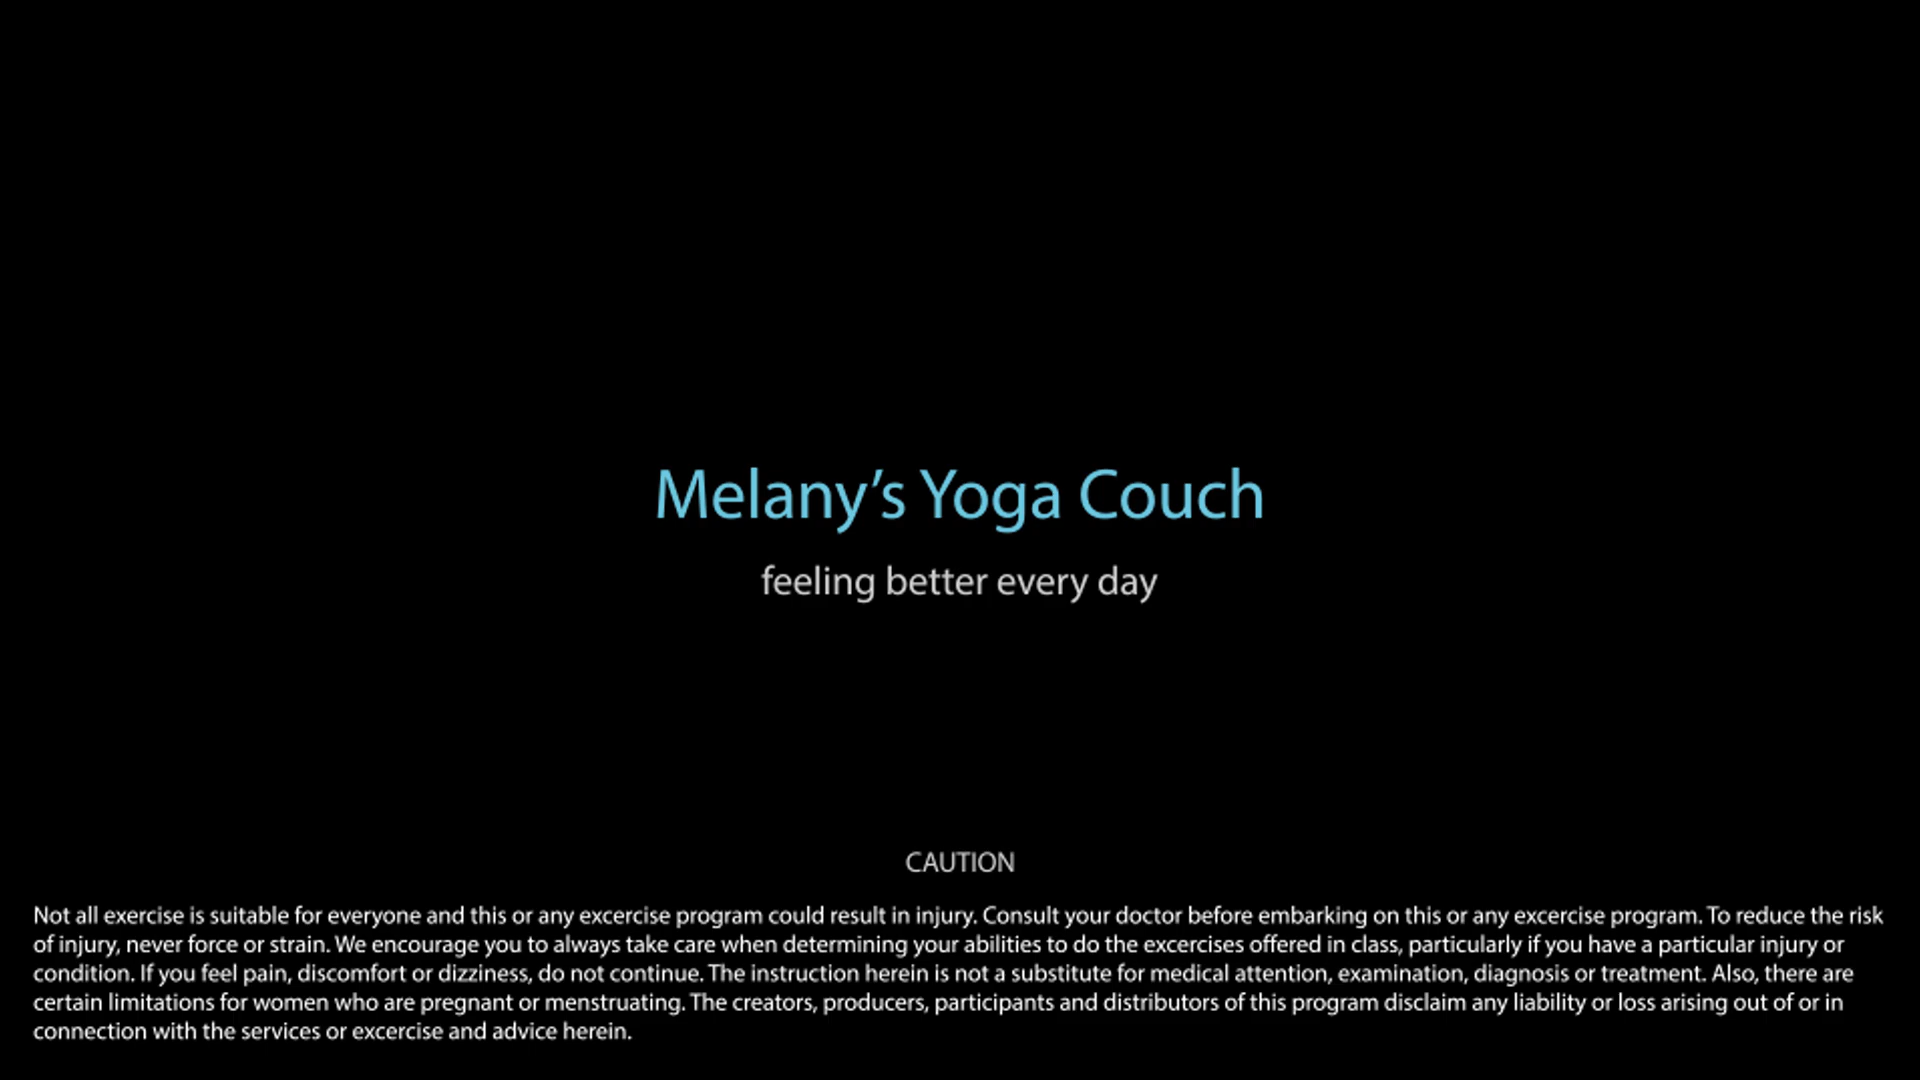 Melany’s Yoga Couch
feeling better every day
CAUTION
Not all exercise is suitable for everyone and this or any excercise program could result in injury. Consult your doctor before embarking on this or any excercise program. To reduce the risk
of injury, never force or strain. We encourage you to always take care when determining your abilities to do the excercises offered in class, particularly if you have a particular injury or
condition. If you feel pain, discomfort or dizziness, do not continue. The instruction herein is not a substitute for medical attention, examination, diagnosis or treatment. Also, there are
certain limitations for women who are pregnant or menstruating. The creators, producers, participants and distributors of this program disclaim any liability or loss arising out of or in
connection with the services or excercise and advice herein.